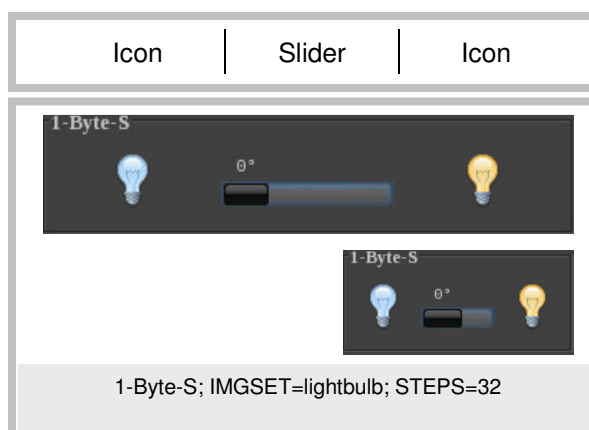 Icon Slider Icon
1-Byte-S
0°
1-Byte-S
0°
1-Byte-S; IMGSET=lightbulb; STEPS=32